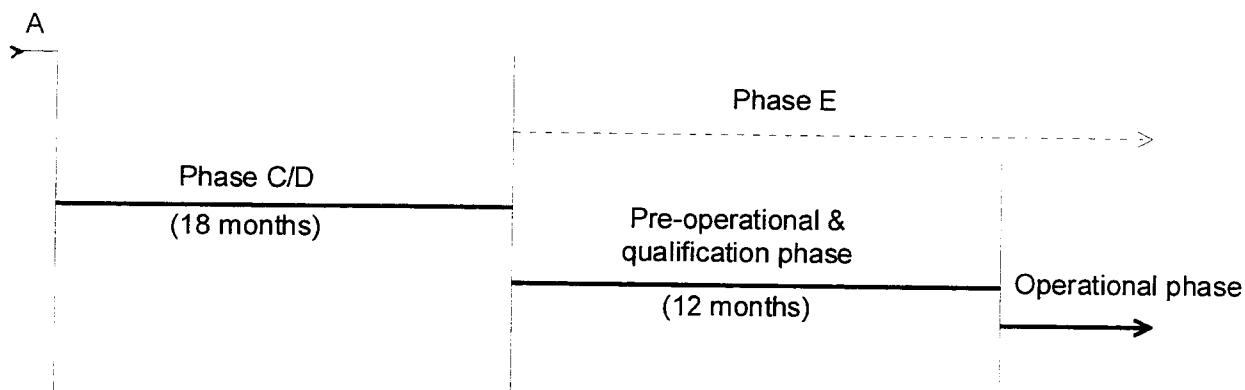 A
Phase E
Phase C/D
(18 months)
Pre-operational &
qualification phase
(12 months)
Operational phase